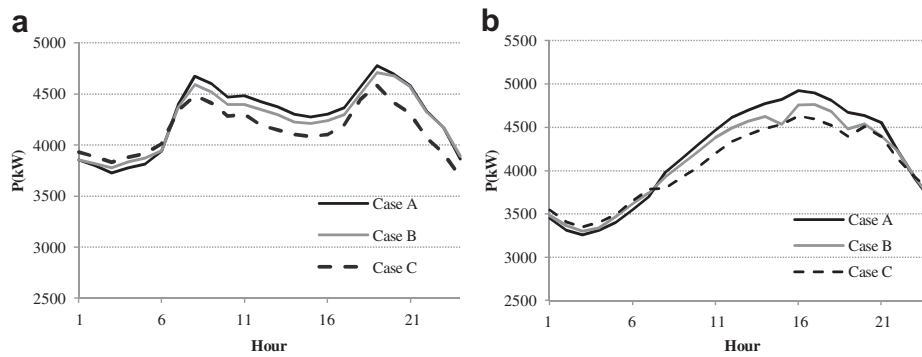 a
5000
4500
4000
3500
3000
2500
P(kW)
Case A
Case B
Case C
1 6 11 16 21
Hour
b
5500
5000
4500
4000
3500
3000
2500
P(kW)
Case A
Case B
Case C
1 6 11 16 21
Hour